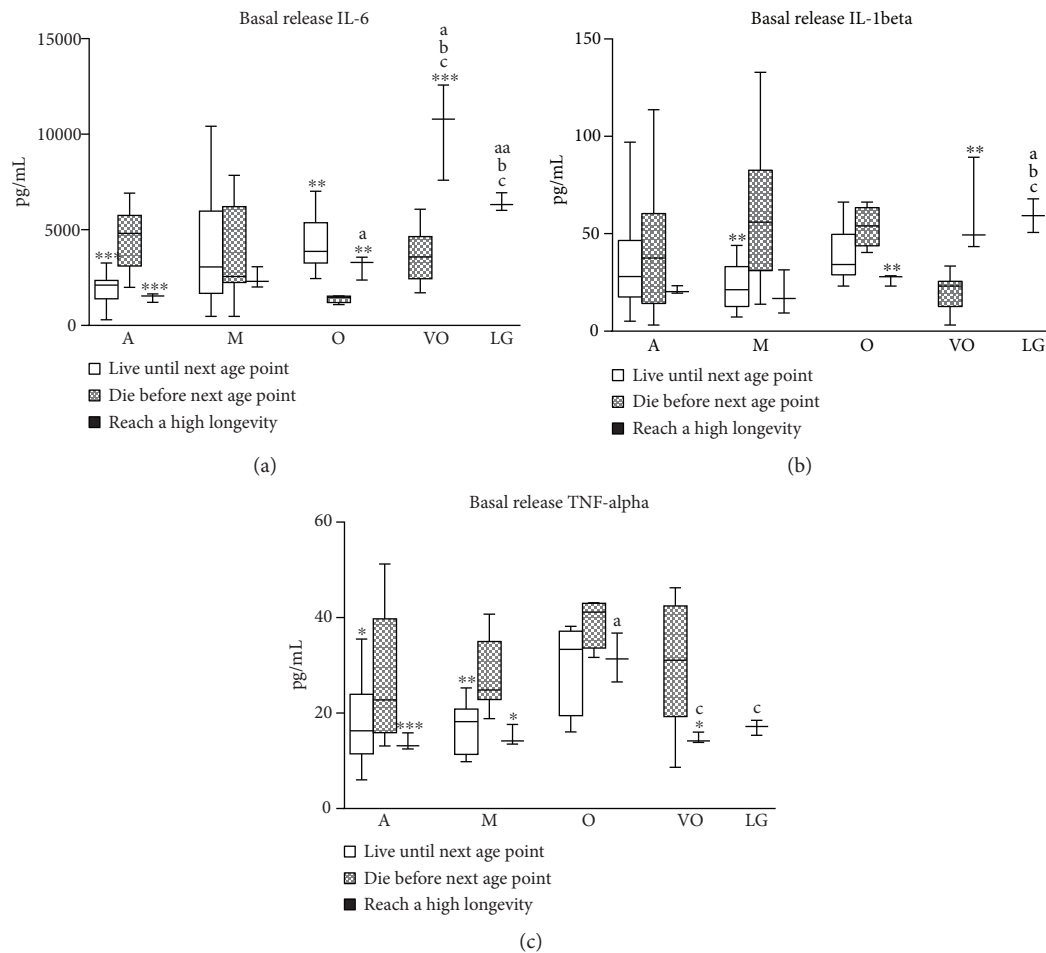 Basal release IL-6
a
b
c
15000
10000
5000
0
pg/mL
***
***
**
a
**
***
aa
b
c
A M O VO LG
Live until next age point
Die before next age point
Reach a high longevity
(a)
Basal release IL-1beta
150
100
50
0
pg/mL
**
**
**
a
b
c
A M O VO LG
Live until next age point
Die before next age point
Reach a high longevity
(b)
Basal release TNF-alpha
60
40
20
0
pg/mL
*
***
**
*
a
c
*
c
A M O VO LG
Live until next age point
Die before next age point
Reach a high longevity
(c)